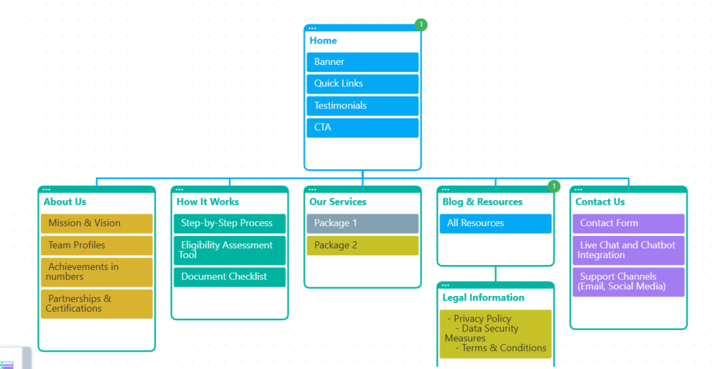 1
Home
Banner
Quick Links
Testimonials
CTA
About Us
Mission & Vision
Team Profiles
Achievements in
numbers
Partnerships &
Certifications
How It Works
Step-by-Step Process
Eligibility Assessment
Tool
Document Checklist
Our Services
Package 1
Package 2
1
Blog & Resources
All Resources
Legal Information
- Privacy Policy
- Data Security
Measures
- Terms & Conditions
Contact Us
Contact Form
Live Chat and Chatbot
Integration
Support Channels
(Email, Social Media)